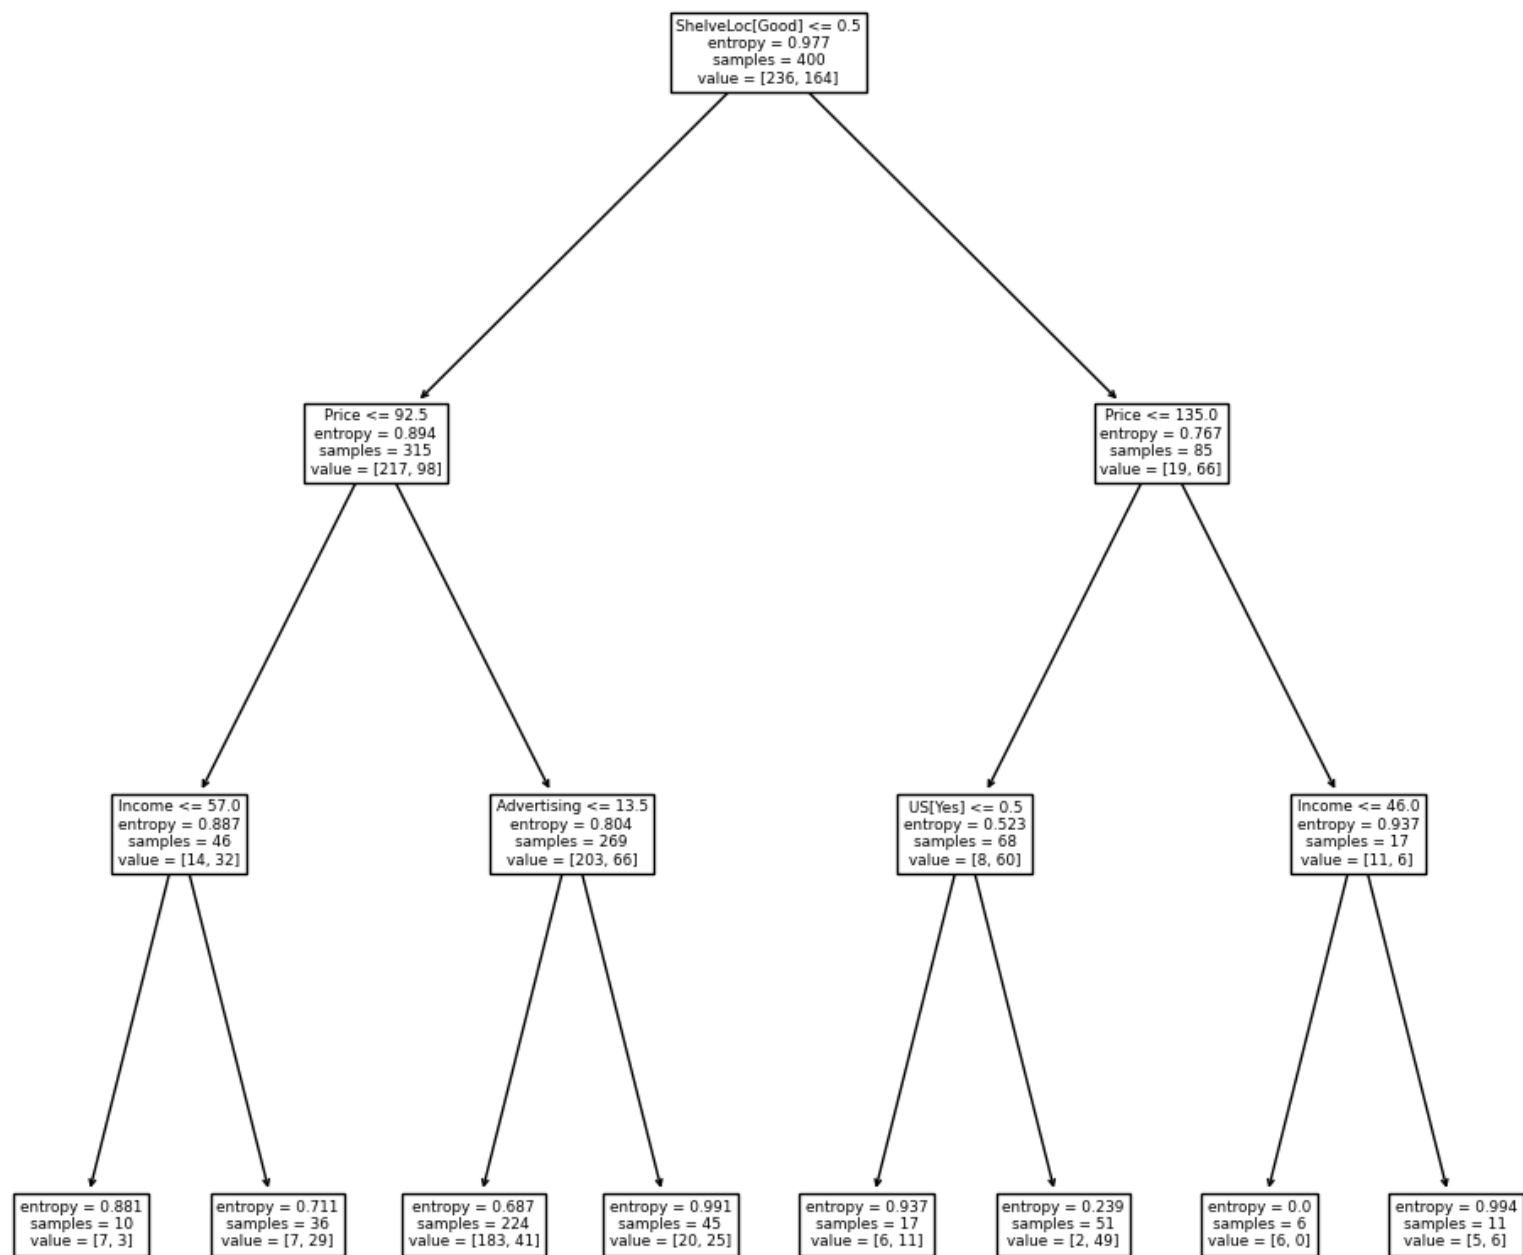 ShelveLoc[Good] <= 0.5
entropy = 0.977
samples = 400
value = [236, 164]
Price <= 92.5
entropy = 0.894
samples = 315
value = [217, 98]
Price <= 135.0
entropy = 0.767
samples = 85
value = [19, 66]
Income <= 57.0
entropy = 0.887
samples = 46
value = [14, 32]
Advertising <= 13.5
entropy = 0.804
samples = 269
value = [203, 66]
US[Yes] <= 0.5
entropy = 0.523
samples = 68
value = [8, 60]
Income <= 46.0
entropy = 0.937
samples = 17
value = [11, 6]
entropy = 0.881
samples = 10
value = [7, 3]
entropy = 0.711
samples = 36
value = [7, 29]
entropy = 0.687
samples = 224
value = [183, 41]
entropy = 0.991
samples = 45
value = [20, 25]
entropy = 0.937
samples = 17
value = [6, 11]
entropy = 0.239
samples = 51
value = [2, 49]
entropy = 0.0
samples = 6
value = [6, 0]
entropy = 0.994
samples = 11
value = [5, 6]